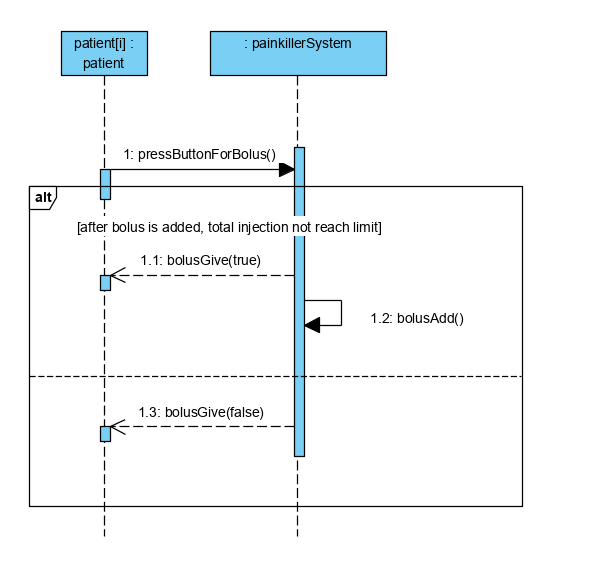 patient[i] :
patient
: painkillerSystem
1: pressButtonForBolus()
alt
[after bolus is added, total injection not reach limit]
1.1: bolusGive(true)
1.2: bolusAdd()
1.3: bolusGive(false)